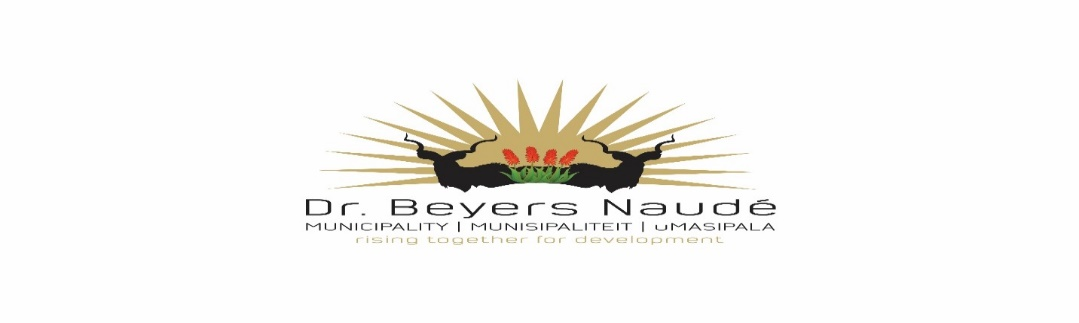 Dr. Beyers Naudé
MUNICIPALITY | MUNISIPALITEIT | uMASIPALA
rising together for development